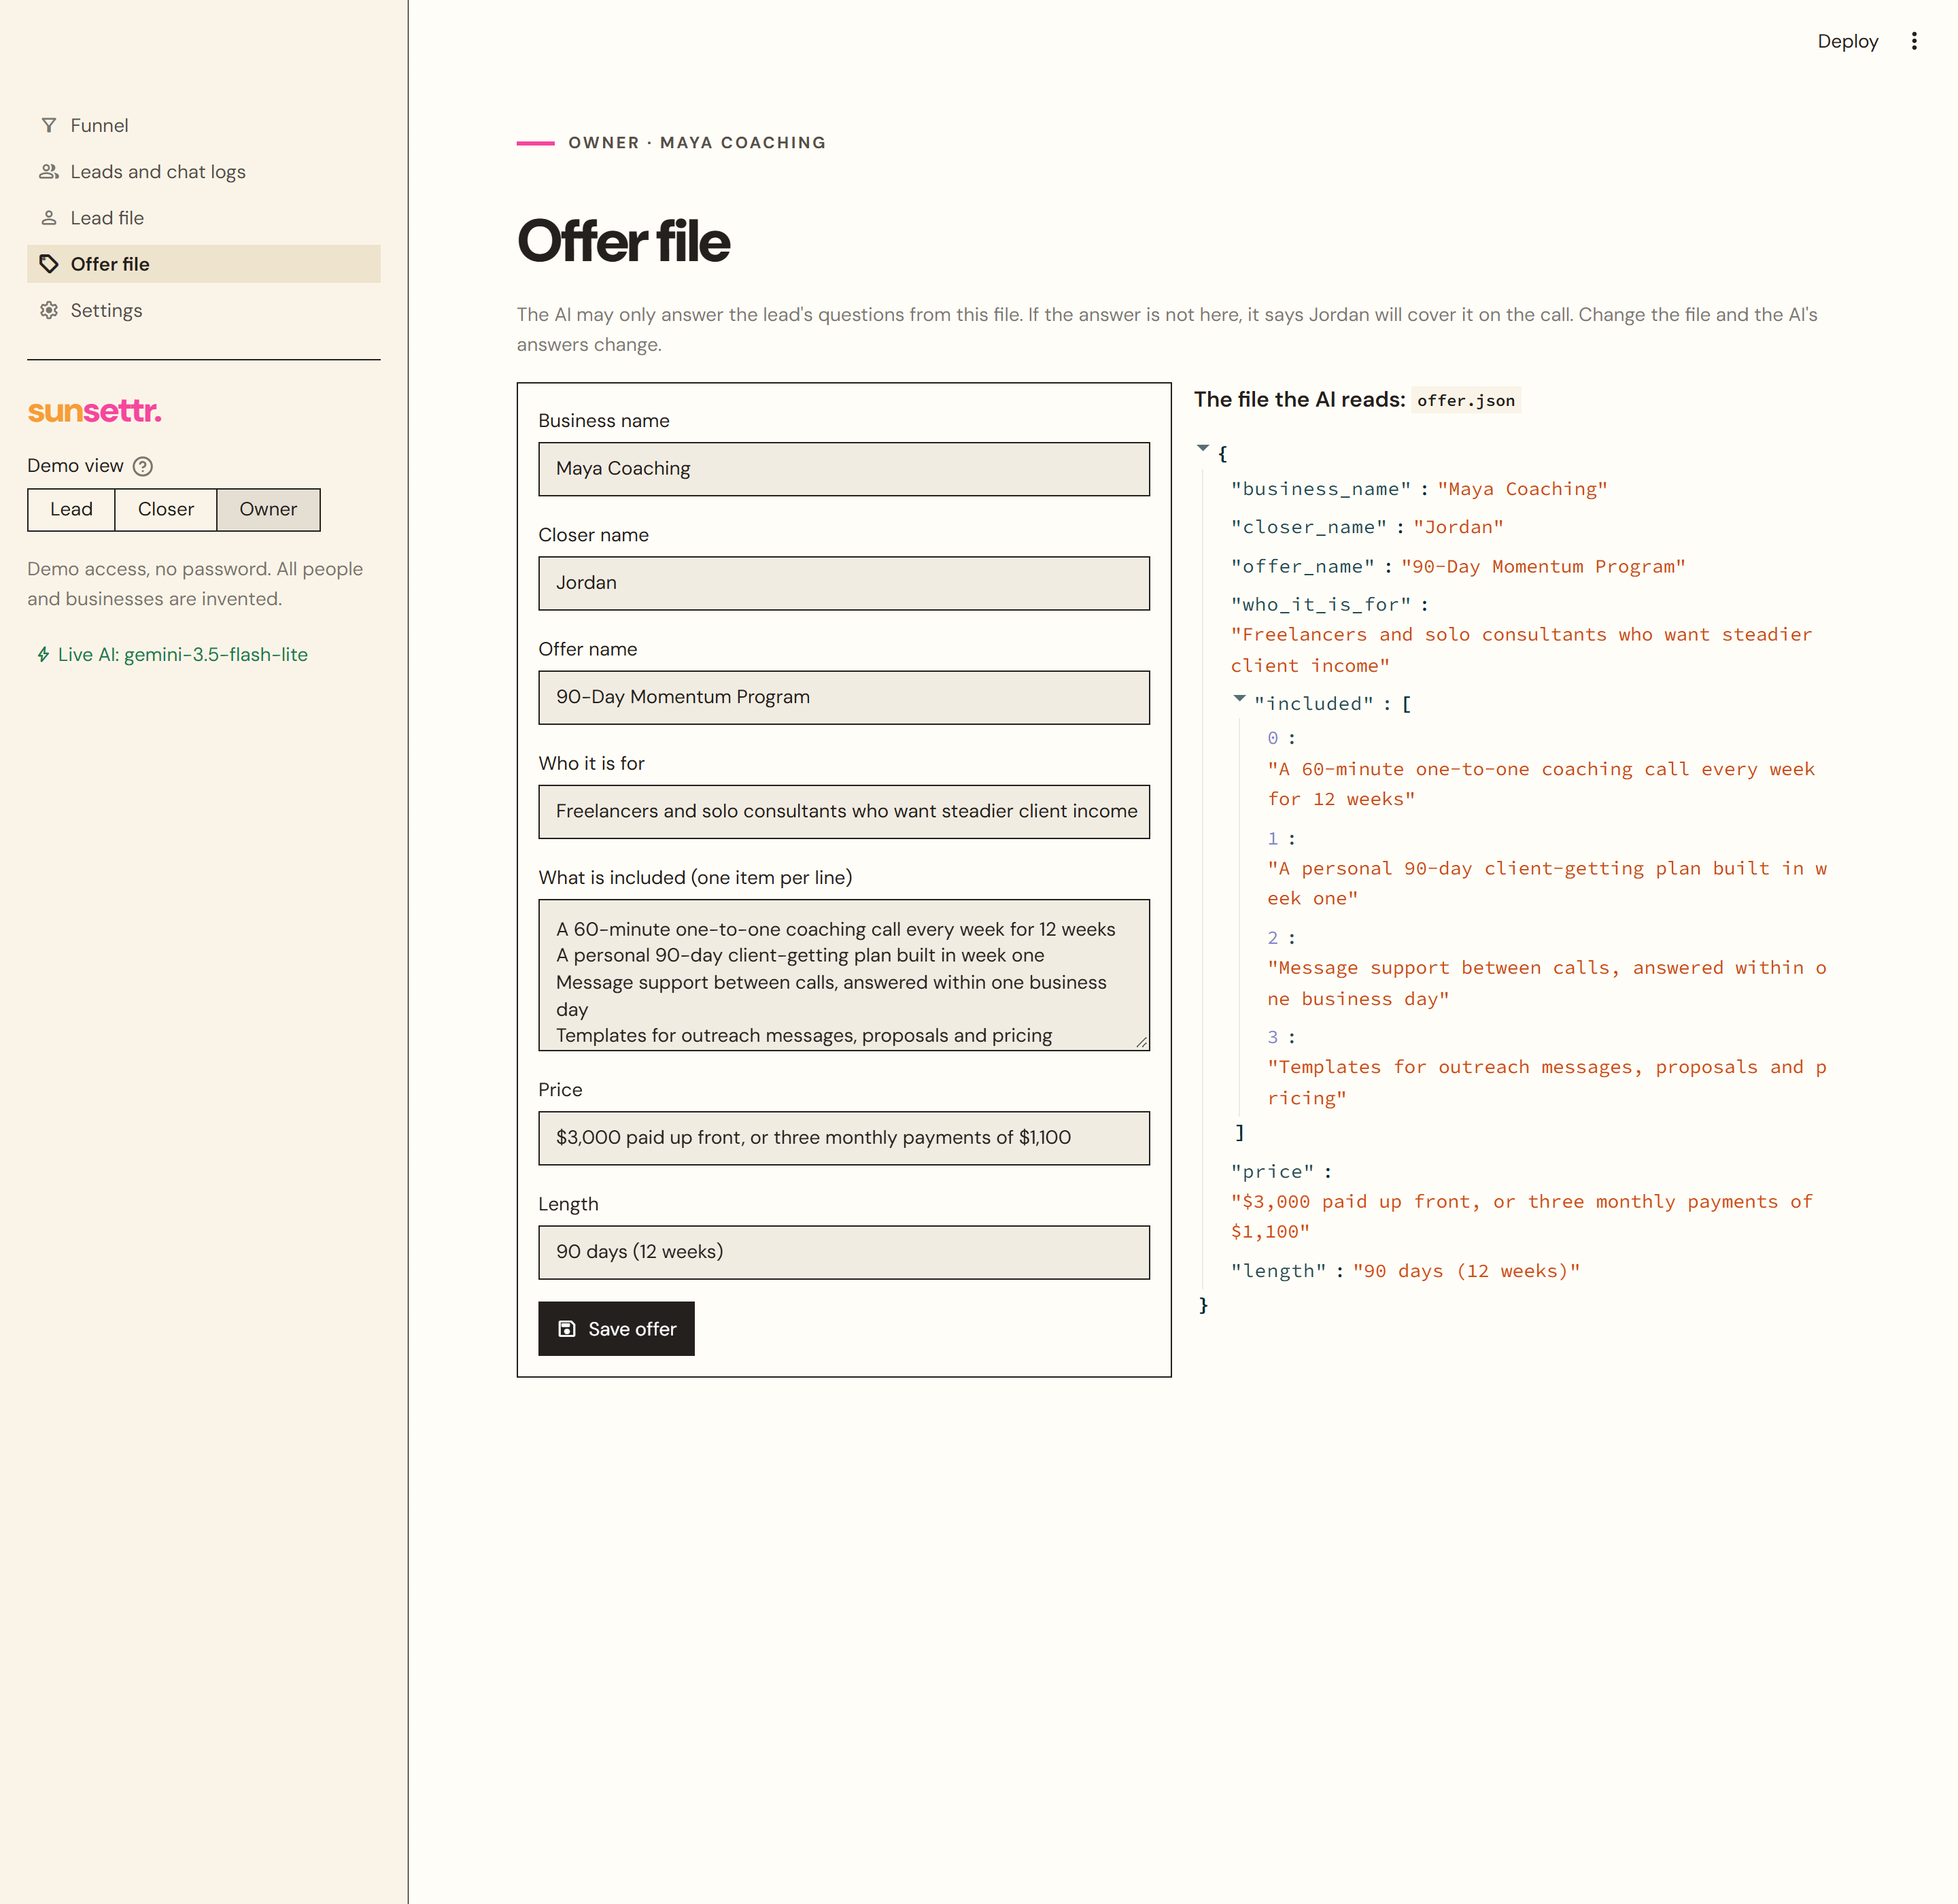 Deploy
Funnel
Leads and chat logs
Lead file
Offer file
Settings
sunsettr.
Demo view
Lead
Closer
Owner
Demo access, no password. All people
and businesses are invented.
Live AI: gemini-3.5-flash-lite
OWNER · MAYA COACHING
Offer file
The AI may only answer the lead's questions from this file. If the answer is not here, it says Jordan will cover it on the call. Change the file and the AI's
answers change.
Business name
Maya Coaching
Closer name
Jordan
Offer name
90-Day Momentum Program
Who it is for
Freelancers and solo consultants who want steadier client income
What is included (one item per line)
A 60-minute one-to-one coaching call every week for 12 weeks
A personal 90-day client-getting plan built in week one
Message support between calls, answered within one business
day
Templates for outreach messages, proposals and pricing
Price
$3,000 paid up front, or three monthly payments of $1,100
Length
90 days (12 weeks)
Save offer
The file the AI reads: offer.json
{
"business_name" : "Maya Coaching"
"closer_name" : "Jordan"
"offer_name" : "90-Day Momentum Program"
"who_it_is_for" :
"Freelancers and solo consultants who want steadier
client income"
"included" : [
0 :
"A 60-minute one-to-one coaching call every week
for 12 weeks"
1 :
"A personal 90-day client-getting plan built in w
eek one"
2 :
"Message support between calls, answered within o
ne business day"
3 :
"Templates for outreach messages, proposals and p
ricing"
]
"price" :
"$3,000 paid up front, or three monthly payments of
$1,100"
"length" : "90 days (12 weeks)"
}